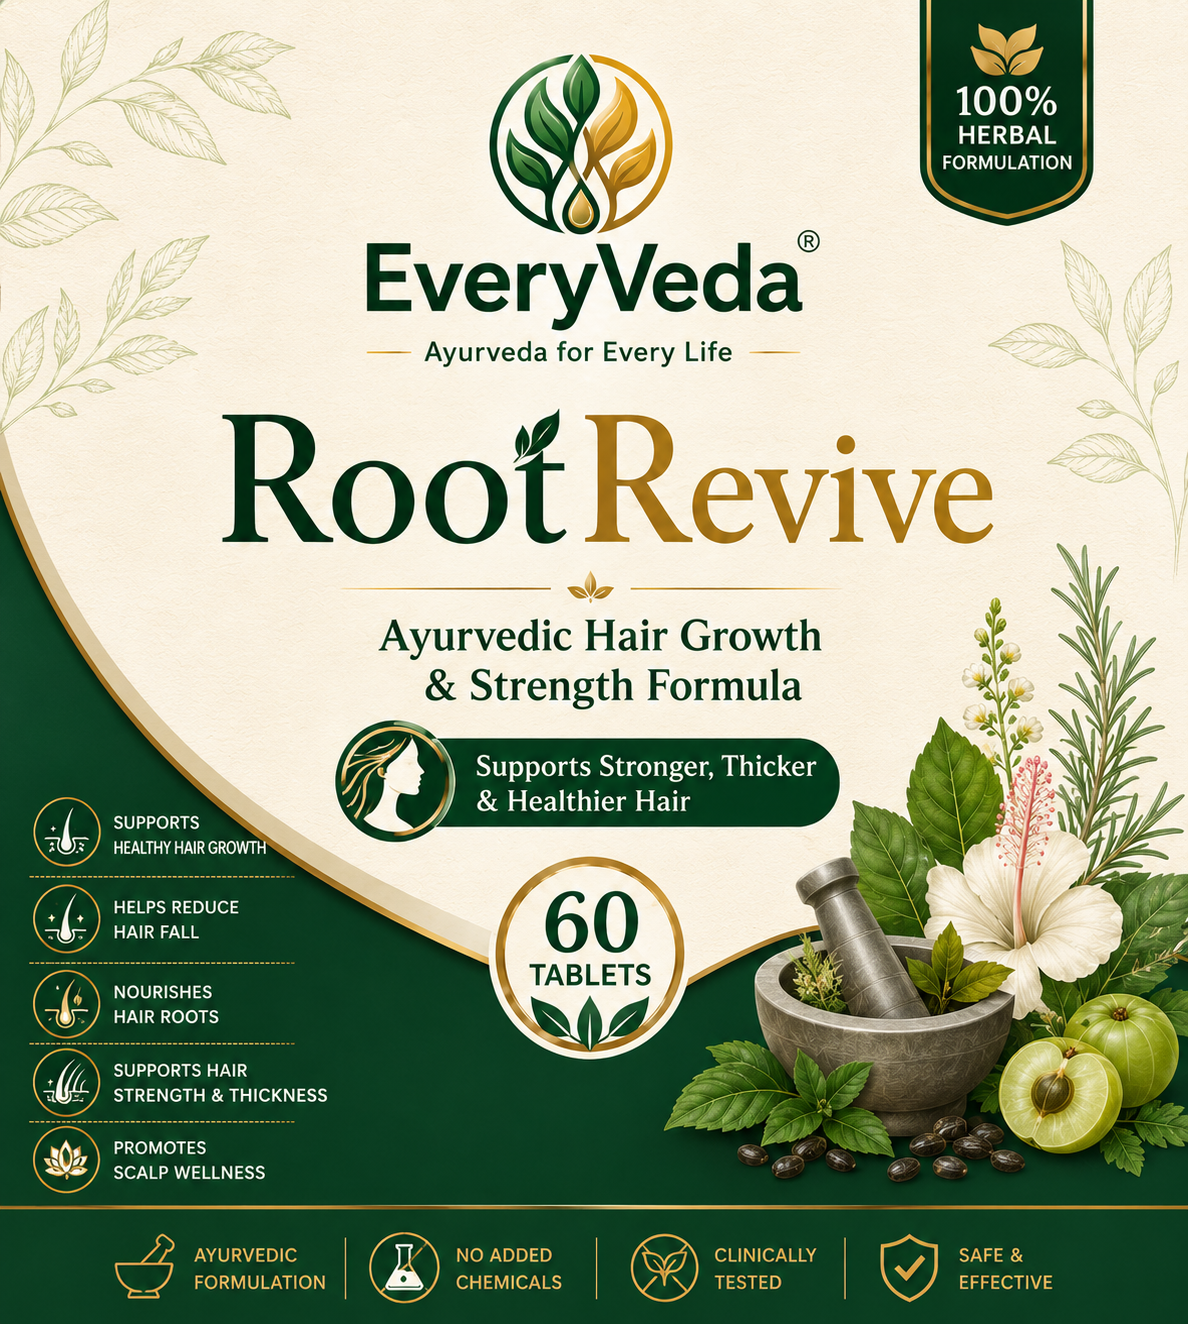 100%
HERBAL
FORMULATION
EveryVeda®
Ayurveda for Every Life
Root Revive
Ayurvedic Hair Growth
& Strength Formula
Supports Stronger, Thicker
& Healthier Hair
60
TABLETS
SUPPORTS
HEALTHY HAIR GROWTH
HELPS REDUCE
HAIR FALL
NOURISHES
HAIR ROOTS
SUPPORTS HAIR
STRENGTH & THICKNESS
PROMOTES
SCALP WELLNESS
AYURVEDIC
FORMULATION
NO ADDED
CHEMICALS
CLINICALLY
TESTED
SAFE &
EFFECTIVE